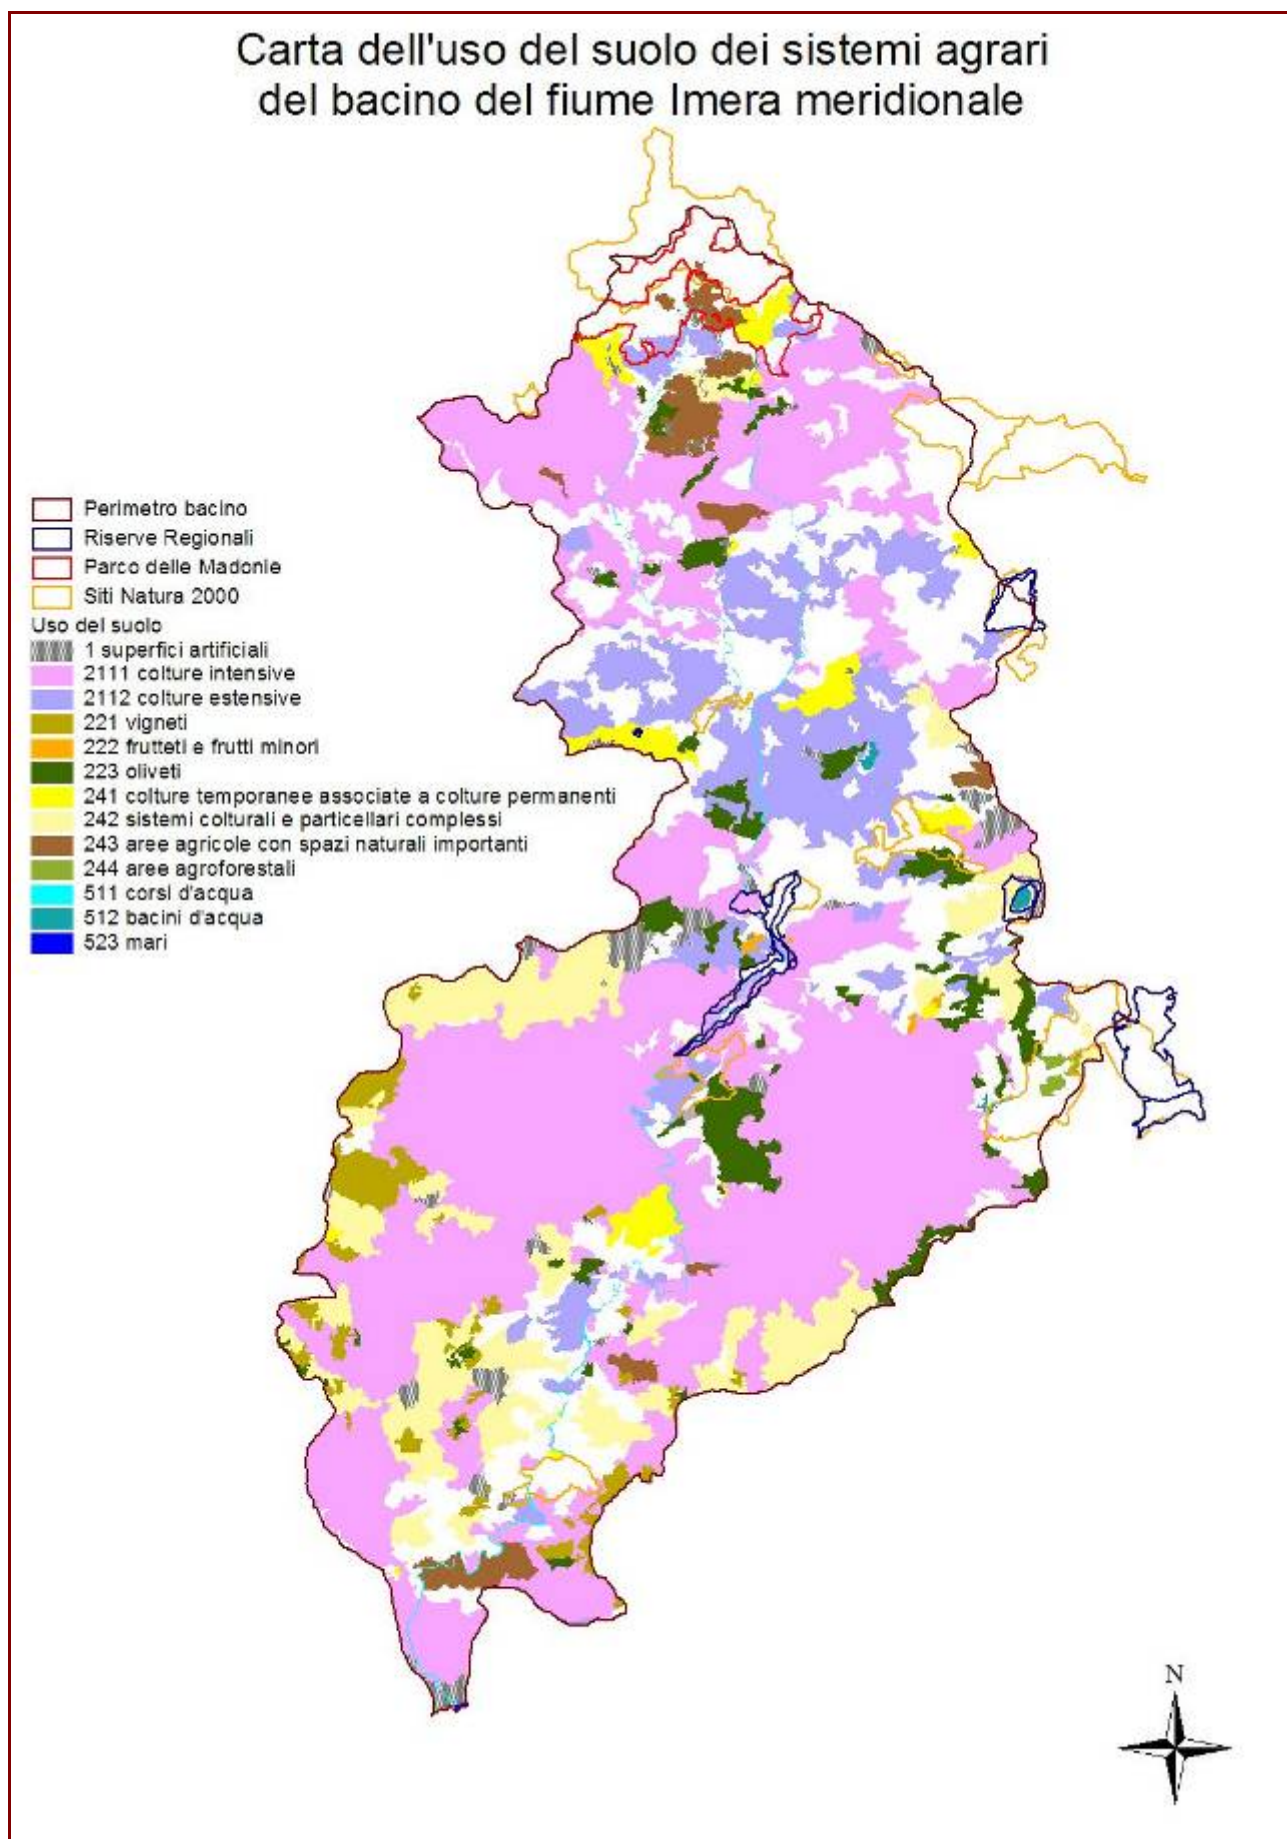 Carta dell'uso del suolo dei sistemi agrari
del bacino del fiume Imera meridionale
Perimetro bacino
Riserve Regionali
Parco delle Madonie
Siti Natura 2000
Uso del suolo
1 superfici artificiali
2111 colture intensive
2112 colture estensive
221 vigneti
222 frutteti e frutti minori
223 oliveti
241 colture temporanee associate a colture permanenti
242 sistemi colturali e particellari complessi
243 aree agricole con spazi naturali importanti
244 aree agroforestali
511 corsi d'acqua
512 bacini d'acqua
523 mari
N